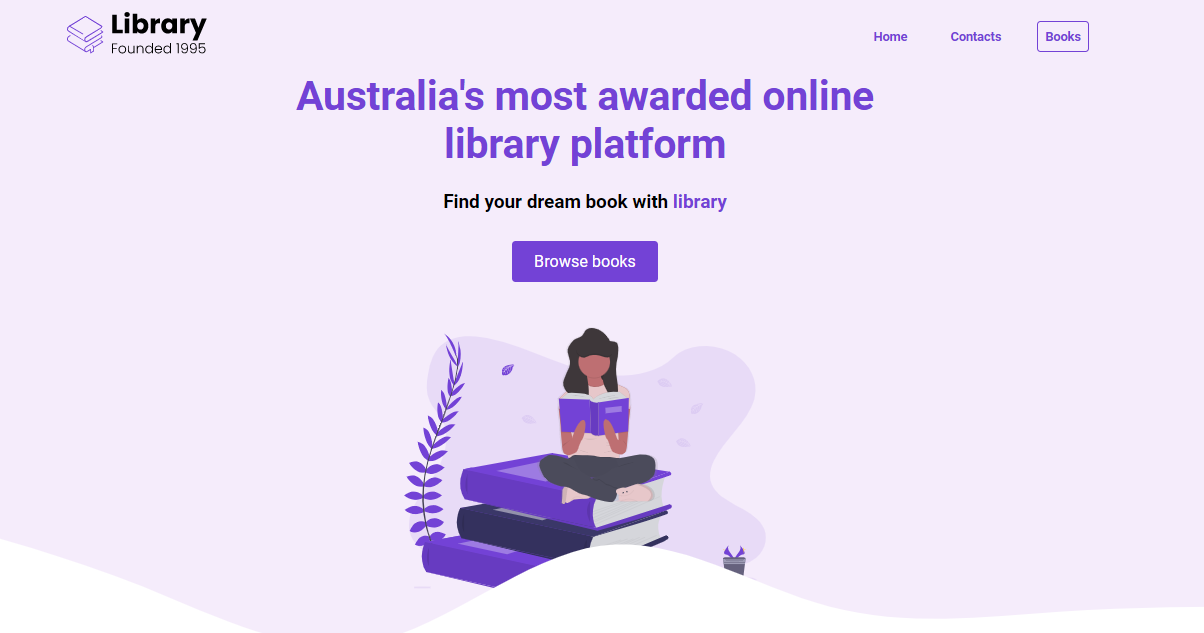 Library
Founded 1995
Home
Contacts
Books
Australia's most awarded online
library platform
Find your dream book with library
Browse books